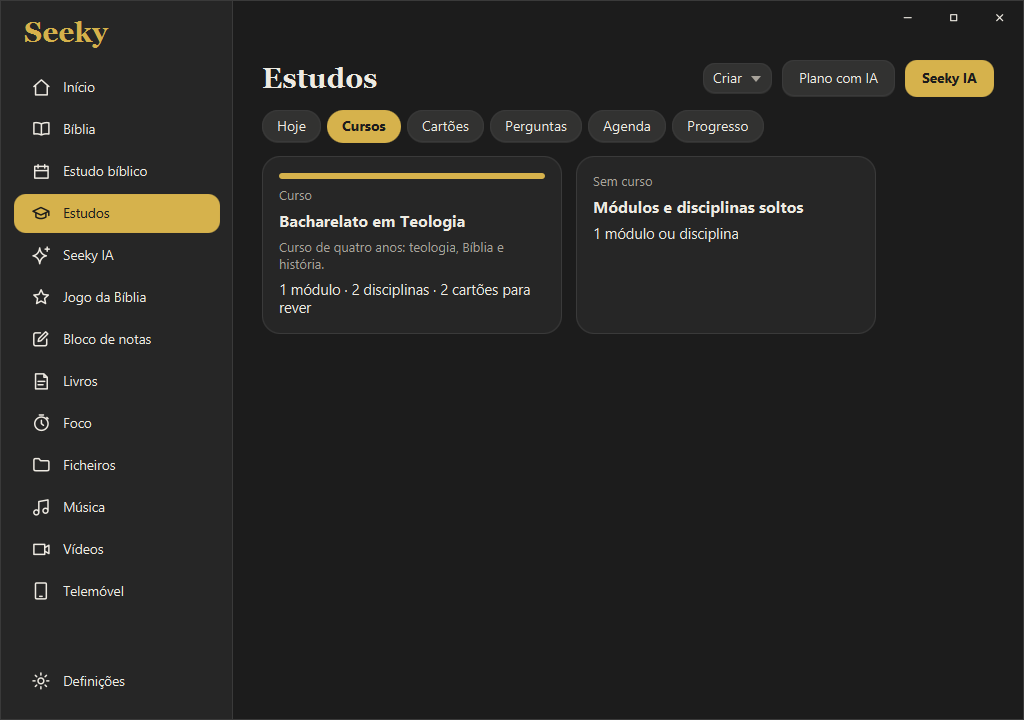 Seeky
Início
Bíblia
Estudo bíblico
Estudos
Seeky IA
Jogo da Bíblia
Bloco de notas
Livros
Foco
Ficheiros
Música
Vídeos
Telemóvel
Definições
Estudos
Criar
Plano com IA
Seeky IA
Hoje
Cursos
Cartões
Perguntas
Agenda
Progresso
Curso
Bacharelato em Teologia
Curso de quatro anos: teologia, Bíblia e
história.
1 módulo · 2 disciplinas · 2 cartões para
rever
Sem curso
Módulos e disciplinas soltos
1 módulo ou disciplina